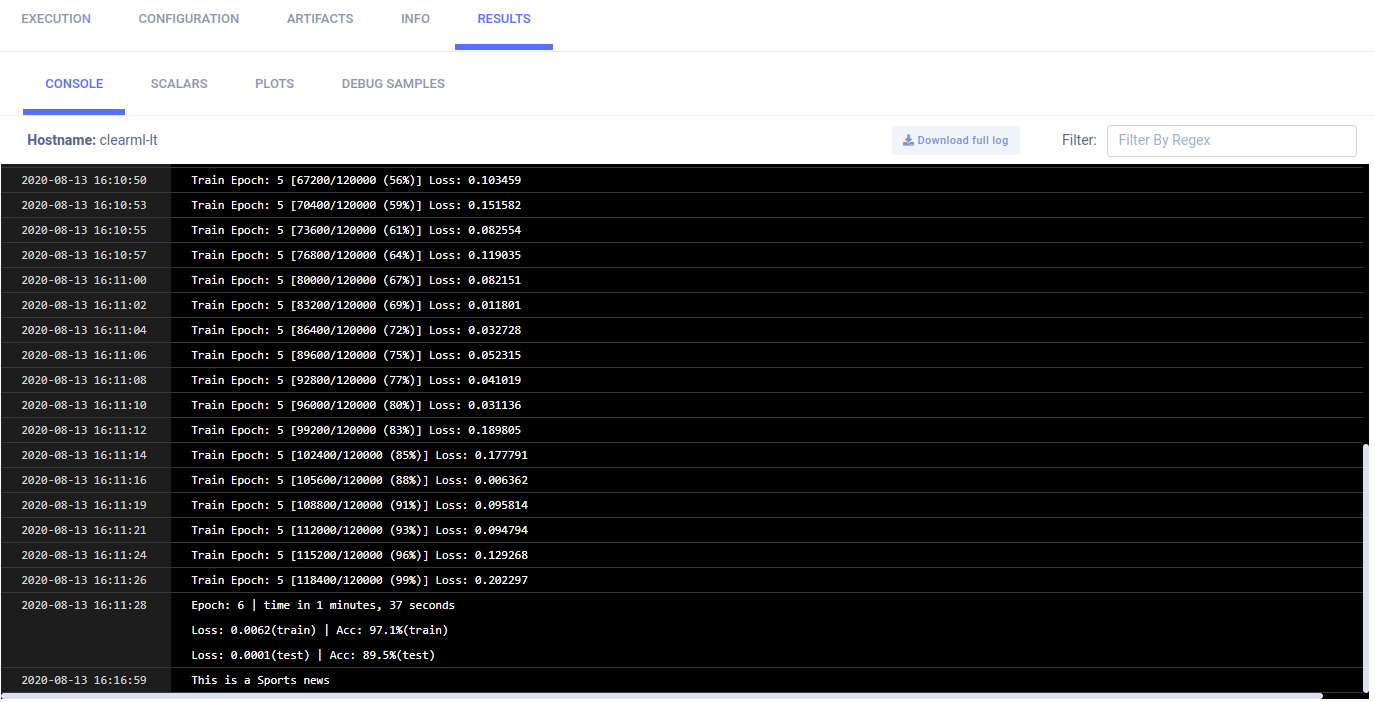 EXECUTION CONFIGURATION ARTIFACTS INFO RESULTS
CONSOLE SCALARS PLOTS DEBUG SAMPLES
Hostname: clearml-lt Download full log Filter: Filter By Regex
2020-08-13 16:10:50 Train Epoch: 5 [67200/120000 (56%)] Loss: 0.103459
2020-08-13 16:10:53 Train Epoch: 5 [70400/120000 (59%)] Loss: 0.151582
2020-08-13 16:10:55 Train Epoch: 5 [73600/120000 (61%)] Loss: 0.082554
2020-08-13 16:10:57 Train Epoch: 5 [76800/120000 (64%)] Loss: 0.119035
2020-08-13 16:11:00 Train Epoch: 5 [80000/120000 (67%)] Loss: 0.082151
2020-08-13 16:11:02 Train Epoch: 5 [83200/120000 (69%)] Loss: 0.011801
2020-08-13 16:11:04 Train Epoch: 5 [86400/120000 (72%)] Loss: 0.032728
2020-08-13 16:11:06 Train Epoch: 5 [89600/120000 (75%)] Loss: 0.052315
2020-08-13 16:11:08 Train Epoch: 5 [92800/120000 (77%)] Loss: 0.041019
2020-08-13 16:11:10 Train Epoch: 5 [96000/120000 (80%)] Loss: 0.031136
2020-08-13 16:11:12 Train Epoch: 5 [99200/120000 (83%)] Loss: 0.189805
2020-08-13 16:11:14 Train Epoch: 5 [102400/120000 (85%)] Loss: 0.177791
2020-08-13 16:11:16 Train Epoch: 5 [105600/120000 (88%)] Loss: 0.006362
2020-08-13 16:11:19 Train Epoch: 5 [108800/120000 (91%)] Loss: 0.095814
2020-08-13 16:11:21 Train Epoch: 5 [112000/120000 (93%)] Loss: 0.094794
2020-08-13 16:11:24 Train Epoch: 5 [115200/120000 (96%)] Loss: 0.129268
2020-08-13 16:11:26 Train Epoch: 5 [118400/120000 (99%)] Loss: 0.202297
2020-08-13 16:11:28 Epoch: 6 | time in 1 minutes, 37 seconds
Loss: 0.0062(train) | Acc: 97.1%(train)
Loss: 0.0001(test) | Acc: 89.5%(test)
2020-08-13 16:16:59 This is a Sports news